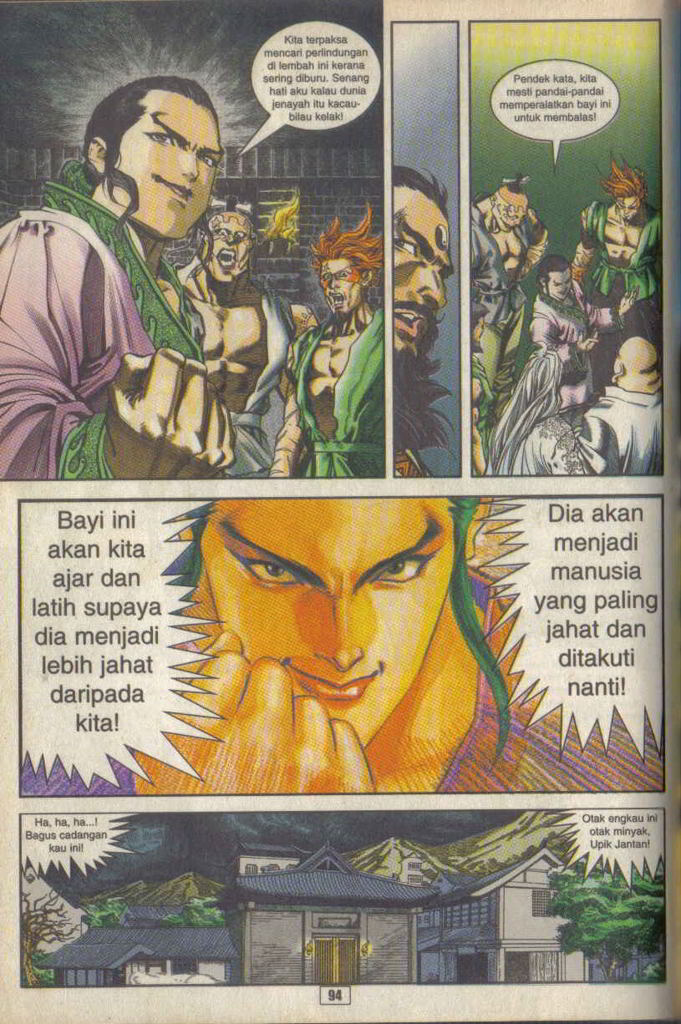 Kita terpaksa
mencari perlindungan
di lembah ini kerana
sering diburu. Senang
hati aku kalau dunia
jenayah itu kacau-
bilau kelak!
Pendek kata, kita
mesti pandai-pandai
memperalatkan bayi ini
untuk membalas!
Bayi ini
akan kita
ajar dan
latih supaya
dia menjadi
lebih jahat
daripada
kita!
Dia akan
menjadi
manusia
yang paling
jahat dan
ditakuti
nanti!
Ha, ha, ha...!
Bagus cadangan
kau ini!
Otak engkau ini
otak minyak,
Upik Jantan!
94